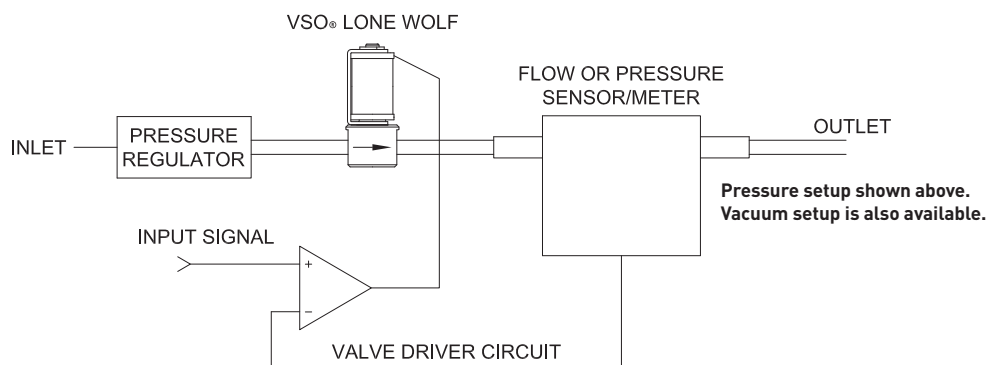 VSO® LONE WOLF
FLOW OR PRESSURE
SENSOR/METER
INLET
PRESSURE
REGULATOR
OUTLET
Pressure setup shown above.
Vacuum setup is also available.
INPUT SIGNAL
+
−
VALVE DRIVER CIRCUIT